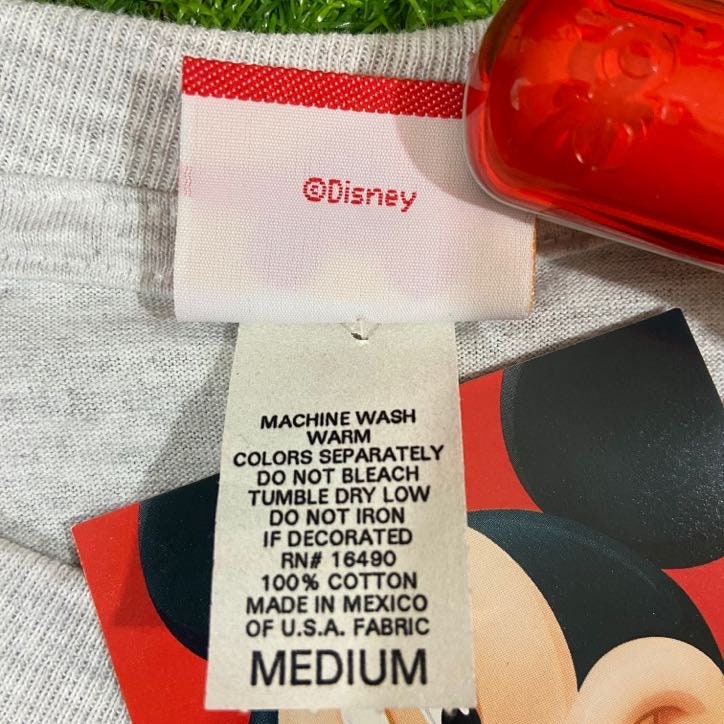 ©Disney
MACHINE WASH
WARM
COLORS SEPARATELY
DO NOT BLEACH
TUMBLE DRY LOW
DO NOT IRON
IF DECORATED
RN# 16490
100% COTTON
MADE IN MEXICO
OF U.S.A. FABRIC
MEDIUM